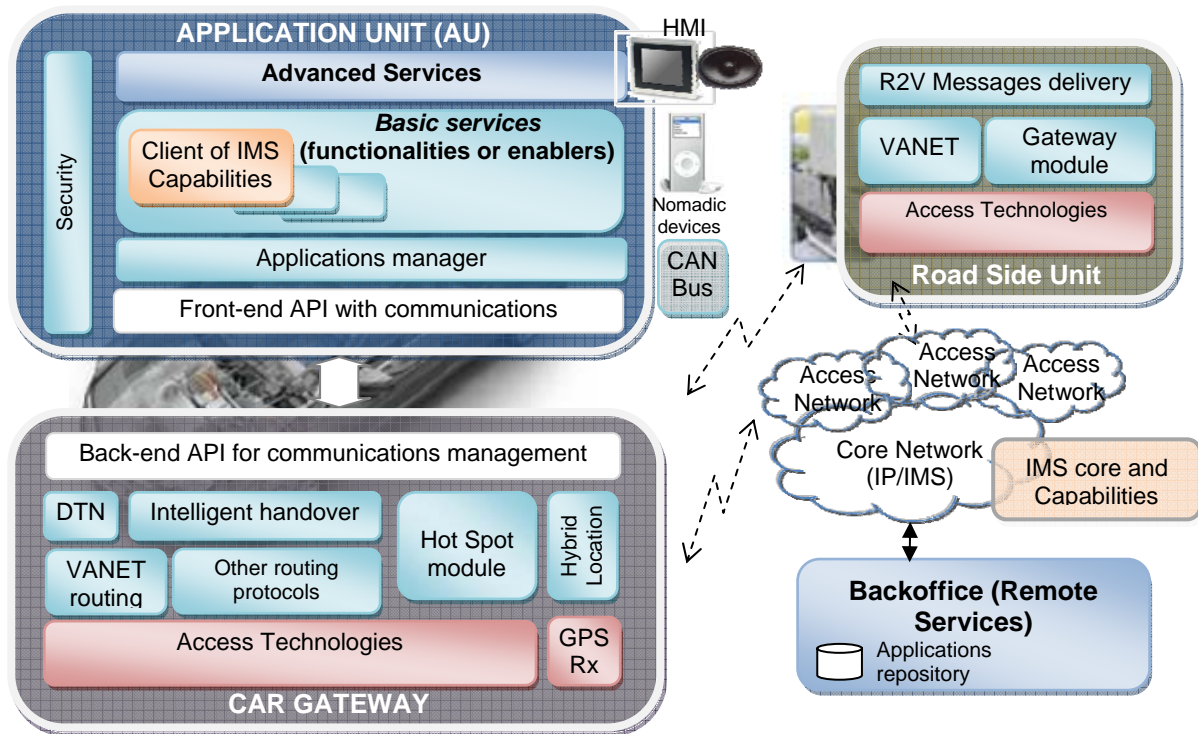 APPLICATION UNIT (AU)
Security
Advanced Services
Basic services
(functionalities or enablers)
Client of IMS
Capabilities
Applications manager
Front-end API with communications
HMI
Nomadic
devices
CAN
Bus
R2V Messages delivery
VANET
Gateway
module
Access Technologies
Road Side Unit
Access
Network
Access
Network
Access
Network
Core Network
(IP/IMS)
IMS core and
Capabilities
Backoffice (Remote
Services)
Applications
repository
Back-end API for communications management
DTN
Intelligent handover
VANET
routing
Other routing
protocols
Hot Spot
module
Hybrid
Location
Access Technologies
GPS
Rx
CAR GATEWAY